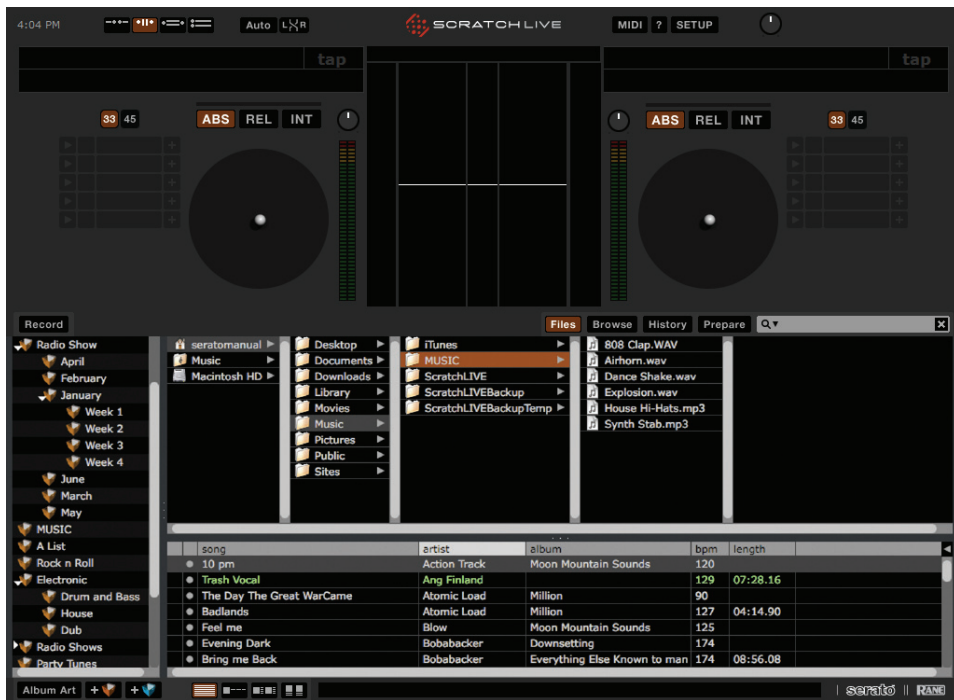 4:04 PM Auto L R SCRATCH LIVE MIDI ? SETUP
tap tap
33 45 ABS REL INT ABS REL INT 33 45
Record Files Browse History Prepare
Radio Show
April
February
January
Week 1
Week 2
Week 3
Week 4
June
March
May
MUSIC
A List
Rock n Roll
Electronic
Drum and Bass
House
Dub
Radio Shows
Party Tunes
seratomanual
Music
Macintosh HD
Desktop
Documents
Downloads
Library
Movies
Music
Pictures
Public
Sites
iTunes
MUSIC
ScratchLIVE
ScratchLIVEBackup
ScratchLIVEBackupTemp
808 Clap.WAV
Airhorn.wav
Dance Shake.wav
Explosion.wav
House Hi-Hats.mp3
Synth Stab.mp3
song artist album bpm length
10 pm Action Track Moon Mountain Sounds 120
Trash Vocal Ang Finland 129 07:28.16
The Day The Great WarCame Atomic Load Million 90
Badlands Atomic Load Million 127 04:14.90
Feel me Blow Moon Mountain Sounds 125
Evening Dark Bobabacker Downsetting 174
Bring me Back Bobabacker Everything Else Known to man 174 08:56.08
Album Art + + serato RANE